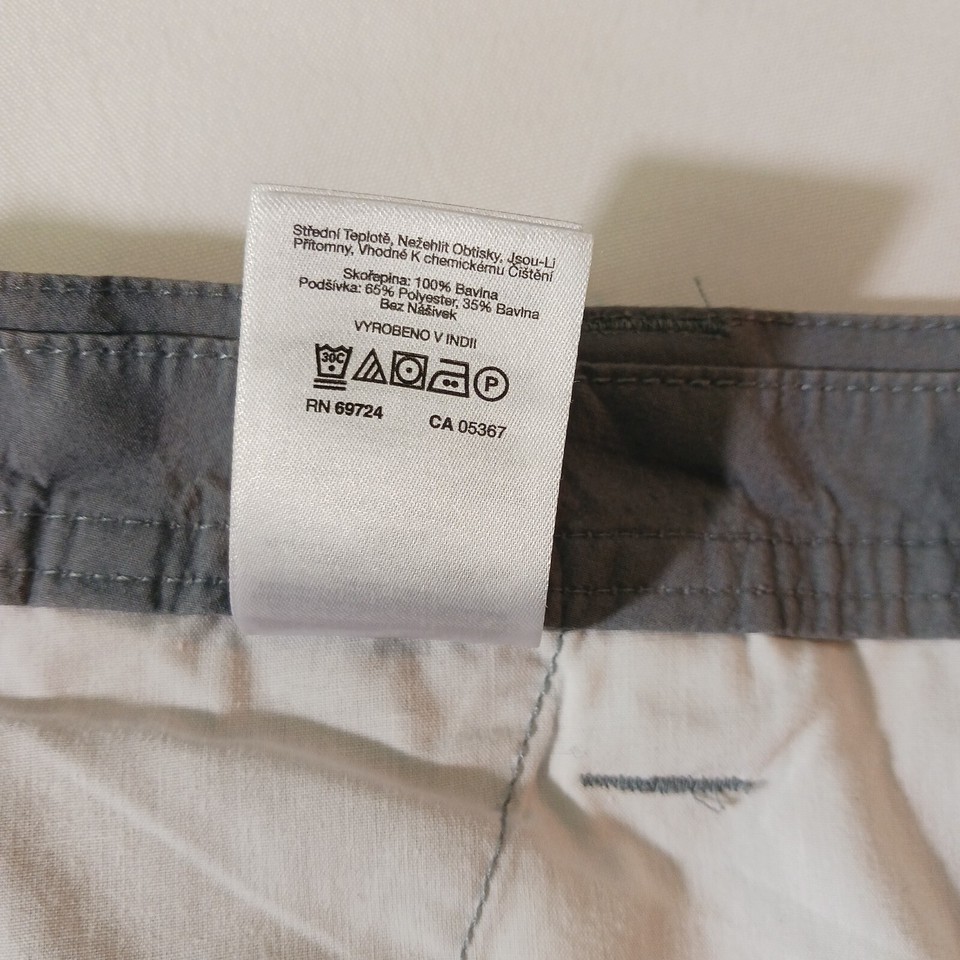 Střední Teplotě, Nežehlit Obtisky, Jsou-Li
Přítomny, Vhodné K chemickému Čištění
Skořepina: 100% Bavlna
Podšívka: 65% Polyester, 35% Bavlna
Bez Nášivek
VYROBENO V INDII
30C P
RN 69724 CA 05367